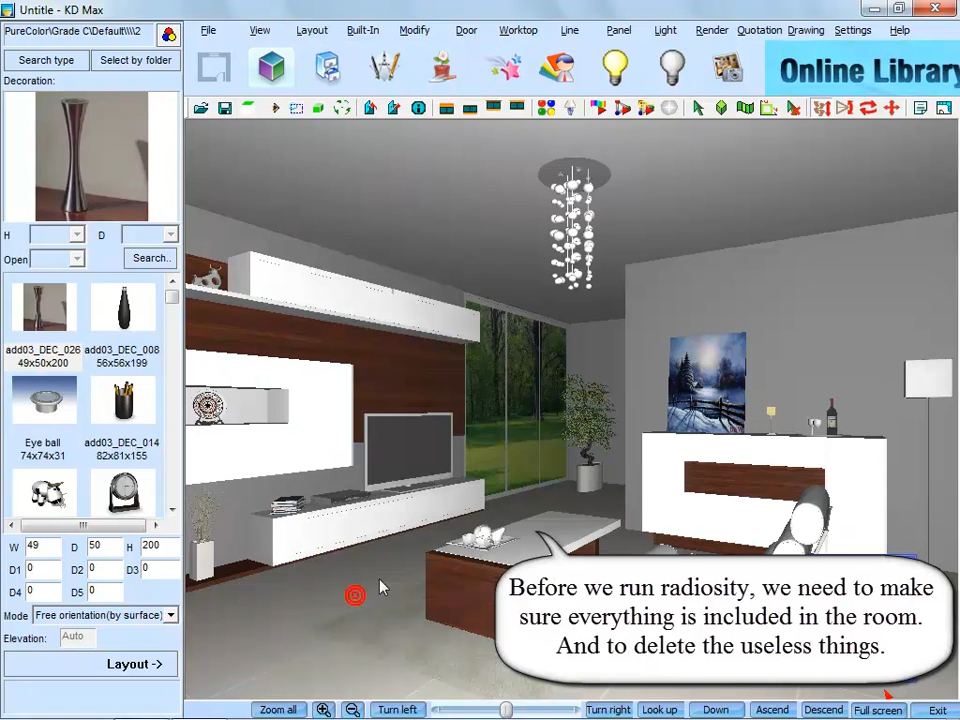 Untitle - KD Max
PureColor\Grade C\Default\\\\2
File View Layout Built-In Modify Door Worktop Line Panel Light Render Quotation Drawing Settings Help
Search type Select by folder
Online Library
Decoration:
H D
Open Search..
add03_DEC_026 add03_DEC_008
49x50x200 56x56x199
Eye ball add03_DEC_014
74x74x31 82x81x155
W 49 D 50 H 200
D1 0 D2 0 D3 0
D4 0 D5 0
Mode Free orientation(by surface)
Elevation: Auto
Layout ->
Before we run radiosity, we need to make
sure everything is included in the room.
And to delete the useless things.
Zoom all Turn left Turn right Look up Down Ascend Descend Full screen Exit